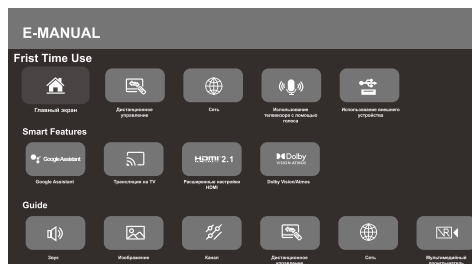 E-MANUAL
Frist Time Use
Главный экран
Дистанционное
управление
Сеть
Использование
телевизора с помощью
голоса
Использование внешнего
устройства
Smart Features
Google Assistant
HDMI 2.1
Dolby
VISION·ATMOS
Google Assistant
Трансляция на TV
Расширенные настройки
HDMI
Dolby Vision/Atmos
Guide
Звук
Изображение
Канал
Дистанционное
управление
Сеть
Мультимедийные
проигрыватели